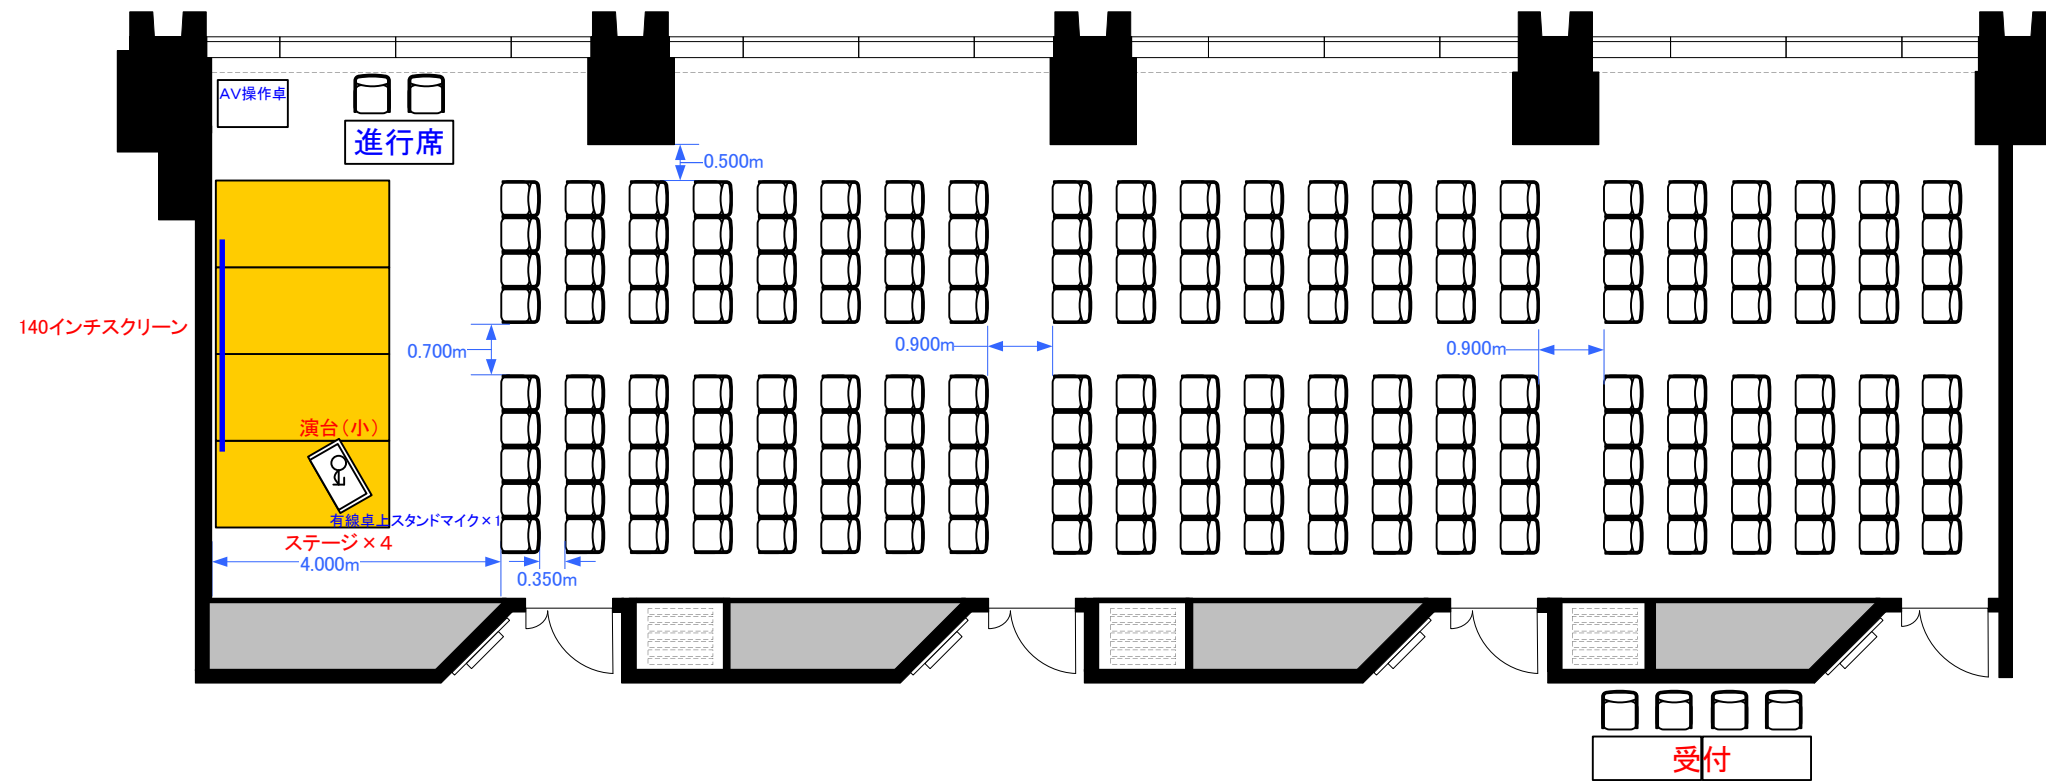 AV操作卓
進行席
0.500m
140インチスクリーン
0.700m
0.900m
0.900m
演台(小)
有線卓上スタンドマイク×1
ステージ×4
4.000m
0.350m
受付